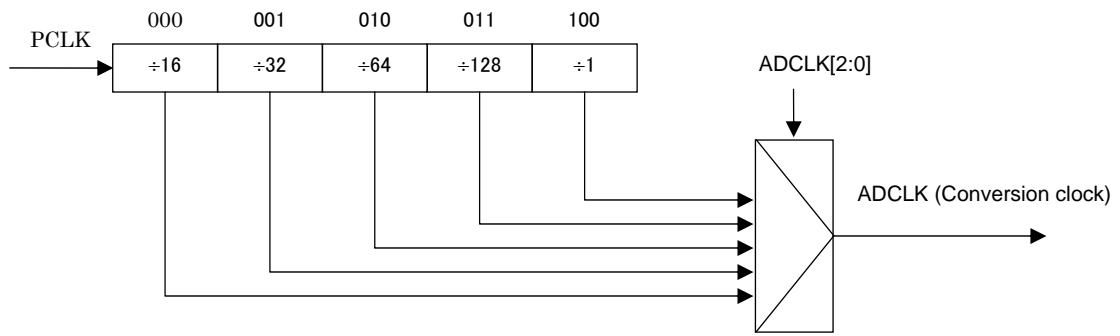 000 001 010 011 100
PCLK
÷16 ÷32 ÷64 ÷128 ÷1
ADCLK[2:0]
ADCLK (Conversion clock)